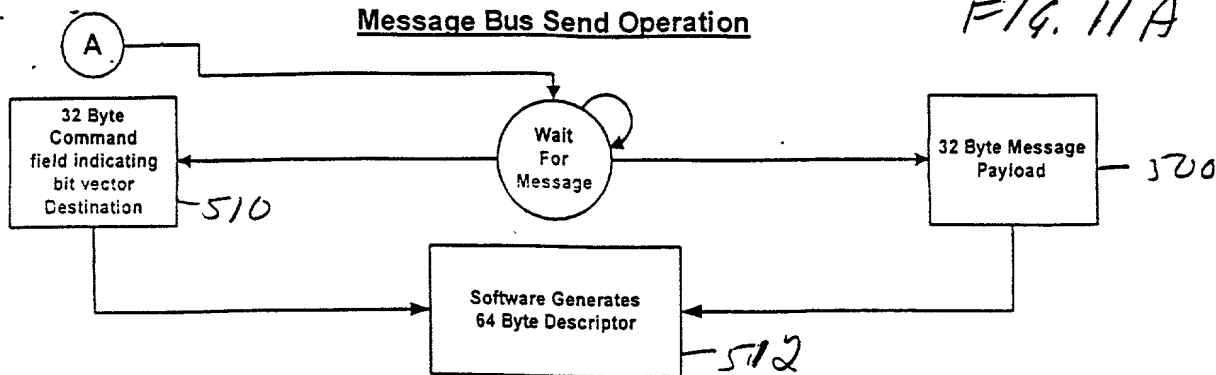 Message Bus Send Operation
FIG. 11A
A
32 Byte
Command
field indicating
bit vector
Destination
510
Wait
For
Message
32 Byte Message
Payload
500
Software Generates
64 Byte Descriptor
512